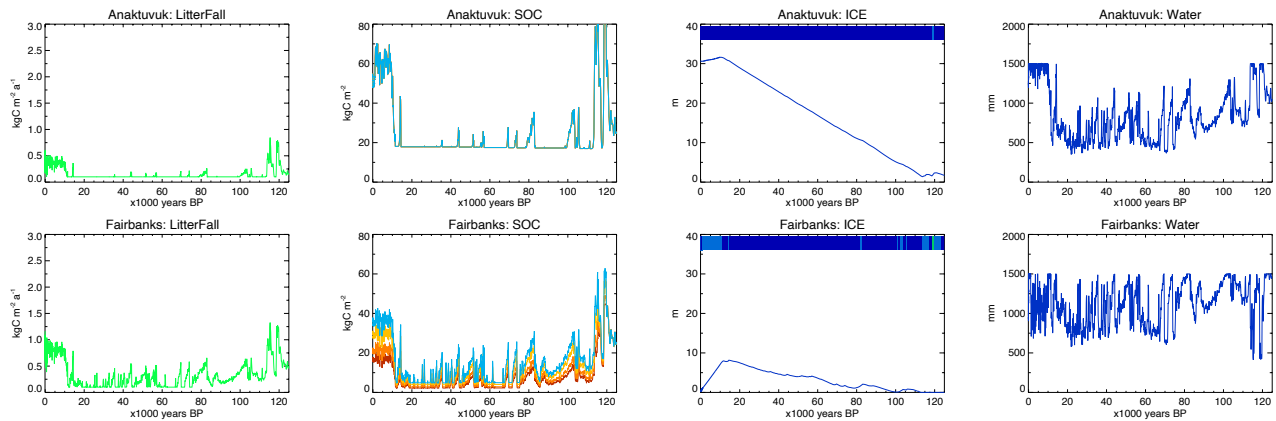 Anaktuvuk: LitterFall
3.0
2.5
2.0
1.5
1.0
0.5
0.0
kgC m⁻² a⁻¹
0 20 40 60 80 100 120
x1000 years BP
Anaktuvuk: SOC
80
60
40
20
0
kgC m⁻²
0 20 40 60 80 100 120
x1000 years BP
Anaktuvuk: ICE
40
30
20
10
0
m
0 20 40 60 80 100 120
x1000 years BP
Anaktuvuk: Water
2000
1500
1000
500
0
mm
0 20 40 60 80 100 120
x1000 years BP
Fairbanks: LitterFall
3.0
2.5
2.0
1.5
1.0
0.5
0.0
kgC m⁻² a⁻¹
0 20 40 60 80 100 120
x1000 years BP
Fairbanks: SOC
80
60
40
20
0
kgC m⁻²
0 20 40 60 80 100 120
x1000 years BP
Fairbanks: ICE
40
30
20
10
0
m
0 20 40 60 80 100 120
x1000 years BP
Fairbanks: Water
2000
1500
1000
500
0
mm
0 20 40 60 80 100 120
x1000 years BP